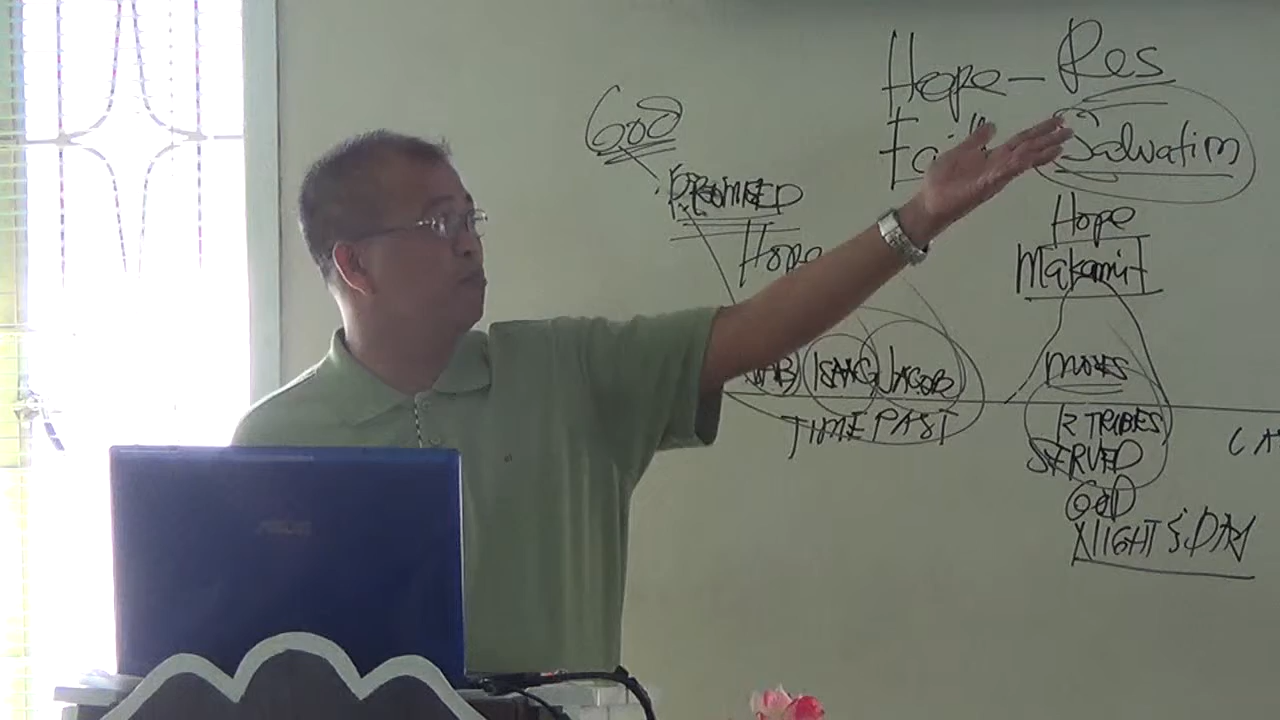 Hope - Res
GOD
Salvation
PROMISED
Hope
Hope
Makamit
ISAAC JACOB
MOSES
TIME PAST
12 TRIBES
SERVED
GOD
NIGHT & DAY
ASUS